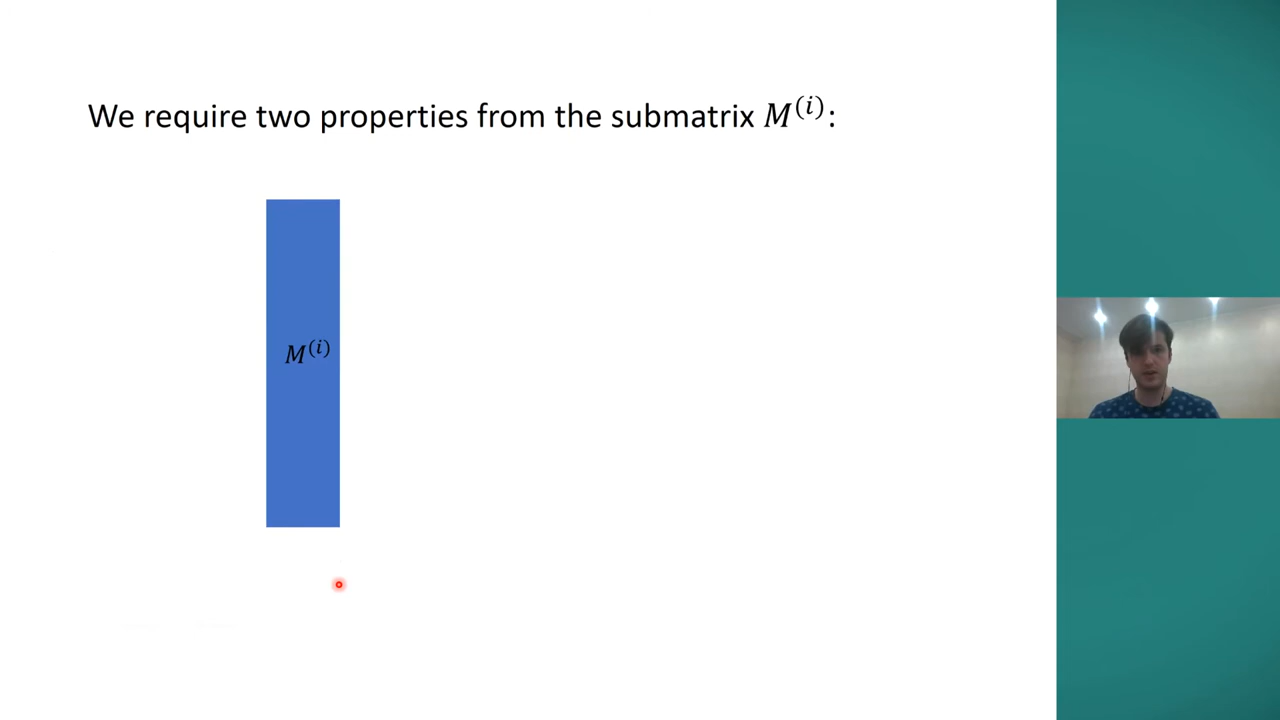 We require two properties from the submatrix $M^{(i)}$:
$M^{(i)}$